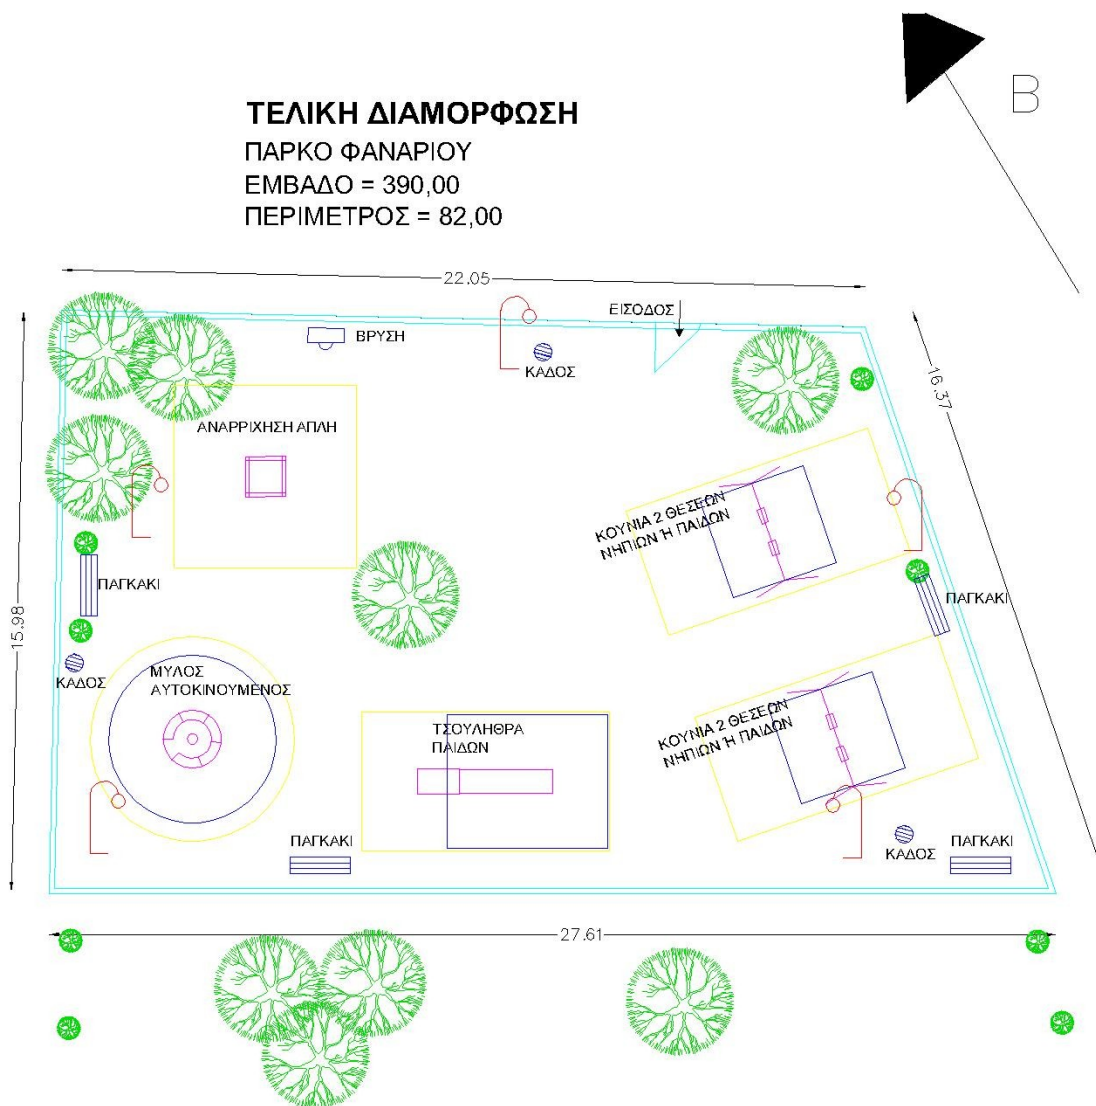 B
ΤΕΛΙΚΗ ΔΙΑΜΟΡΦΩΣΗ
ΠΑΡΚΟ ΦΑΝΑΡΙΟΥ
ΕΜΒΑΔΟ = 390,00
ΠΕΡΙΜΕΤΡΟΣ = 82,00
22.05
ΕΙΣΟΔΟΣ
ΒΡΥΣΗ
ΚΑΔΟΣ
16.37
ΑΝΑΡΡΙΧΗΣΗ ΑΠΛΗ
ΚΟΥΝΙΑ 2 ΘΕΣΕΩΝ
ΝΗΠΙΩΝ Ή ΠΑΙΔΩΝ
ΠΑΓΚΑΚΙ
ΠΑΓΚΑΚΙ
15.98
ΚΑΔΟΣ
ΜΥΛΟΣ
ΑΥΤΟΚΙΝΟΥΜΕΝΟΣ
ΤΣΟΥΛΗΘΡΑ
ΠΑΙΔΩΝ
ΚΟΥΝΙΑ 2 ΘΕΣΕΩΝ
ΝΗΠΙΩΝ Ή ΠΑΙΔΩΝ
ΠΑΓΚΑΚΙ
ΚΑΔΟΣ
ΠΑΓΚΑΚΙ
27.61